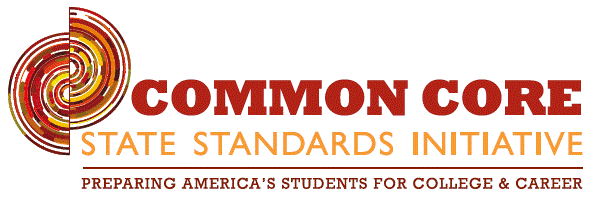 COMMON CORE
STATE STANDARDS INITIATIVE
PREPARING AMERICA'S STUDENTS FOR COLLEGE & CAREER